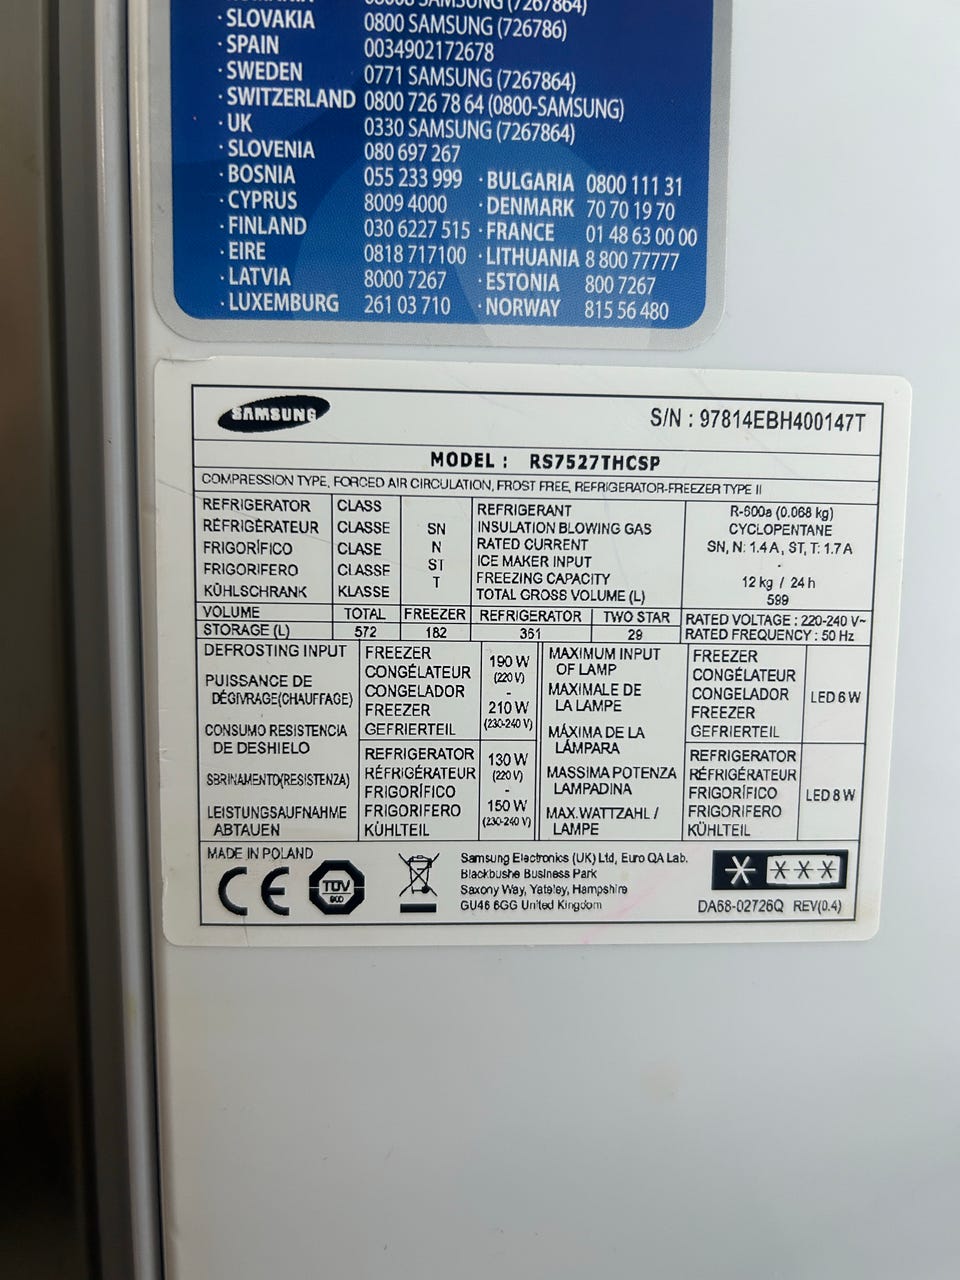 0800 SAMSUNG (7267864)
· SLOVAKIA 0800 SAMSUNG (726786)
· SPAIN 0034902172678
· SWEDEN 0771 SAMSUNG (7267864)
· SWITZERLAND 0800 726 78 64 (0800-SAMSUNG)
· UK 0330 SAMSUNG (7267864)
· SLOVENIA 080 697 267
· BOSNIA 055 233 999 · BULGARIA 0800 111 31
· CYPRUS 8009 4000 · DENMARK 70 70 19 70
· FINLAND 030 6227 515 · FRANCE 01 48 63 00 00
· EIRE 0818 717100 · LITHUANIA 8 800 77777
· LATVIA 8000 7267 · ESTONIA 800 7267
· LUXEMBURG 261 03 710 · NORWAY 815 56 480
SAMSUNG S/N : 97814EBH400147T
MODEL : RS7527THCSP
COMPRESSION TYPE, FORCED AIR CIRCULATION, FROST FREE, REFRIGERATOR-FREEZER TYPE II
REFRIGERATOR CLASS
RÉFRIGÉRATEUR CLASSE
FRIGORÍFICO CLASE
FRIGORIFERO CLASSE
KÜHLSCHRANK KLASSE
SN
N
ST
T
REFRIGERANT R-600a (0.068 kg)
INSULATION BLOWING GAS CYCLOPENTANE
RATED CURRENT SN, N: 1.4 A, ST, T: 1.7 A
ICE MAKER INPUT -
FREEZING CAPACITY 12 kg / 24 h
TOTAL GROSS VOLUME (L) 599
VOLUME TOTAL FREEZER REFRIGERATOR TWO STAR RATED VOLTAGE : 220-240 V~
STORAGE (L) 572 182 361 29 RATED FREQUENCY : 50 Hz
DEFROSTING INPUT
PUISSANCE DE
DÉGIVRAGE(CHAUFFAGE)
CONSUMO RESISTENCIA
DE DESHIELO
SBRINAMENTO(RESISTENZA)
LEISTUNGSAUFNAHME
ABTAUEN
FREEZER
CONGÉLATEUR
CONGELADOR
FREEZER
GEFRIERTEIL
190 W
(220 V)
-
210 W
(230-240 V)
REFRIGERATOR
RÉFRIGÉRATEUR
FRIGORÍFICO
FRIGORIFERO
KÜHLTEIL
130 W
(220 V)
-
150 W
(230-240 V)
MAXIMUM INPUT
OF LAMP
MAXIMALE DE
LA LAMPE
MÁXIMA DE LA
LÁMPARA
MASSIMA POTENZA
LAMPADINA
MAX.WATTZAHL /
LAMPE
FREEZER
CONGÉLATEUR
CONGELADOR
FREEZER
GEFRIERTEIL
LED 6 W
REFRIGERATOR
RÉFRIGÉRATEUR
FRIGORÍFICO
FRIGORIFERO
KÜHLTEIL
LED 8 W
MADE IN POLAND
CE
TÜV
Samsung Electronics (UK) Ltd, Euro QA Lab.
Blackbushe Business Park
Saxony Way, Yateley, Hampshire
GU46 6GG United Kingdom
DA68-02726Q REV(0.4)